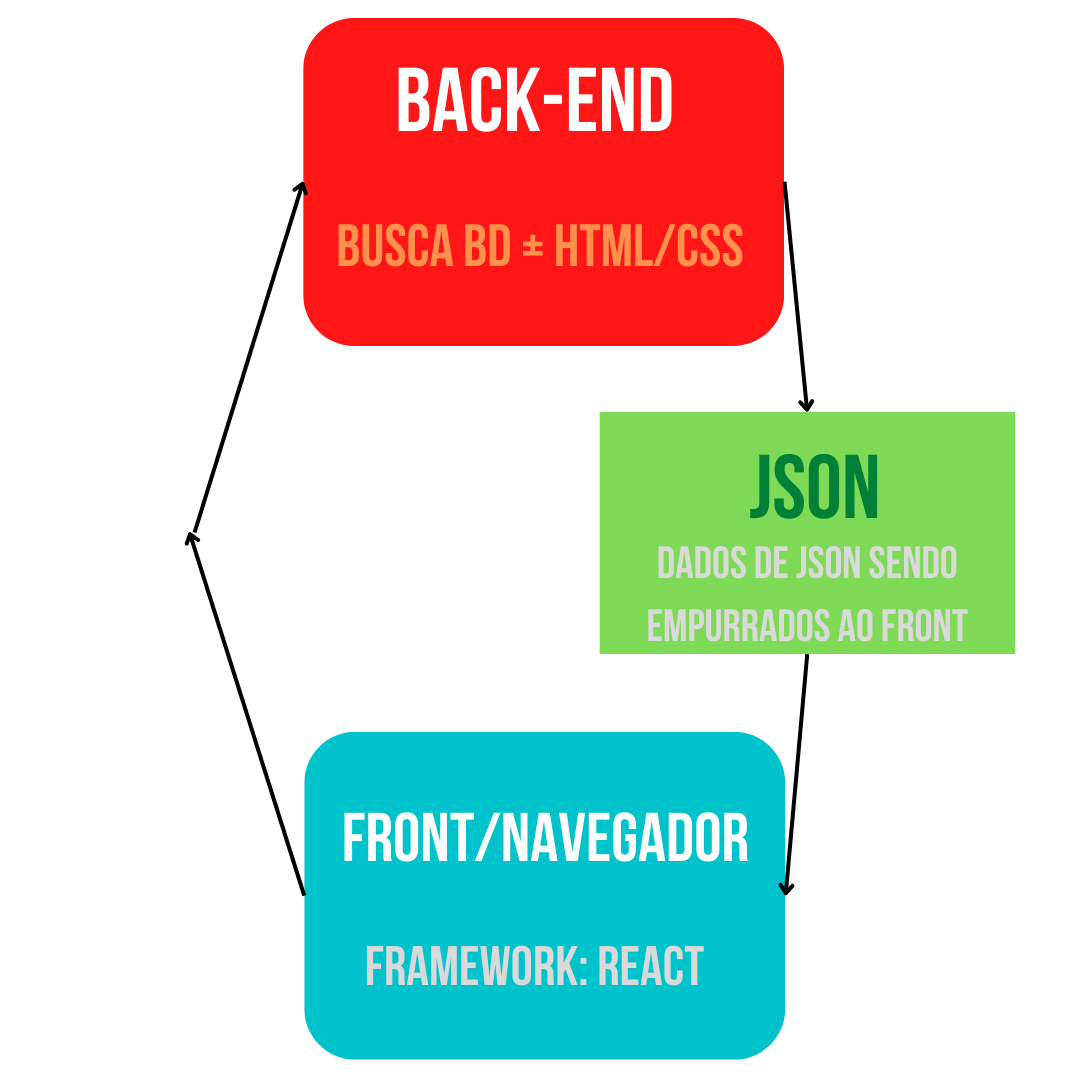 BACK-END
BUSCA BD ± HTML/CSS
JSON
DADOS DE JSON SENDO
EMPURRADOS AO FRONT
FRONT/NAVEGADOR
FRAMEWORK: REACT